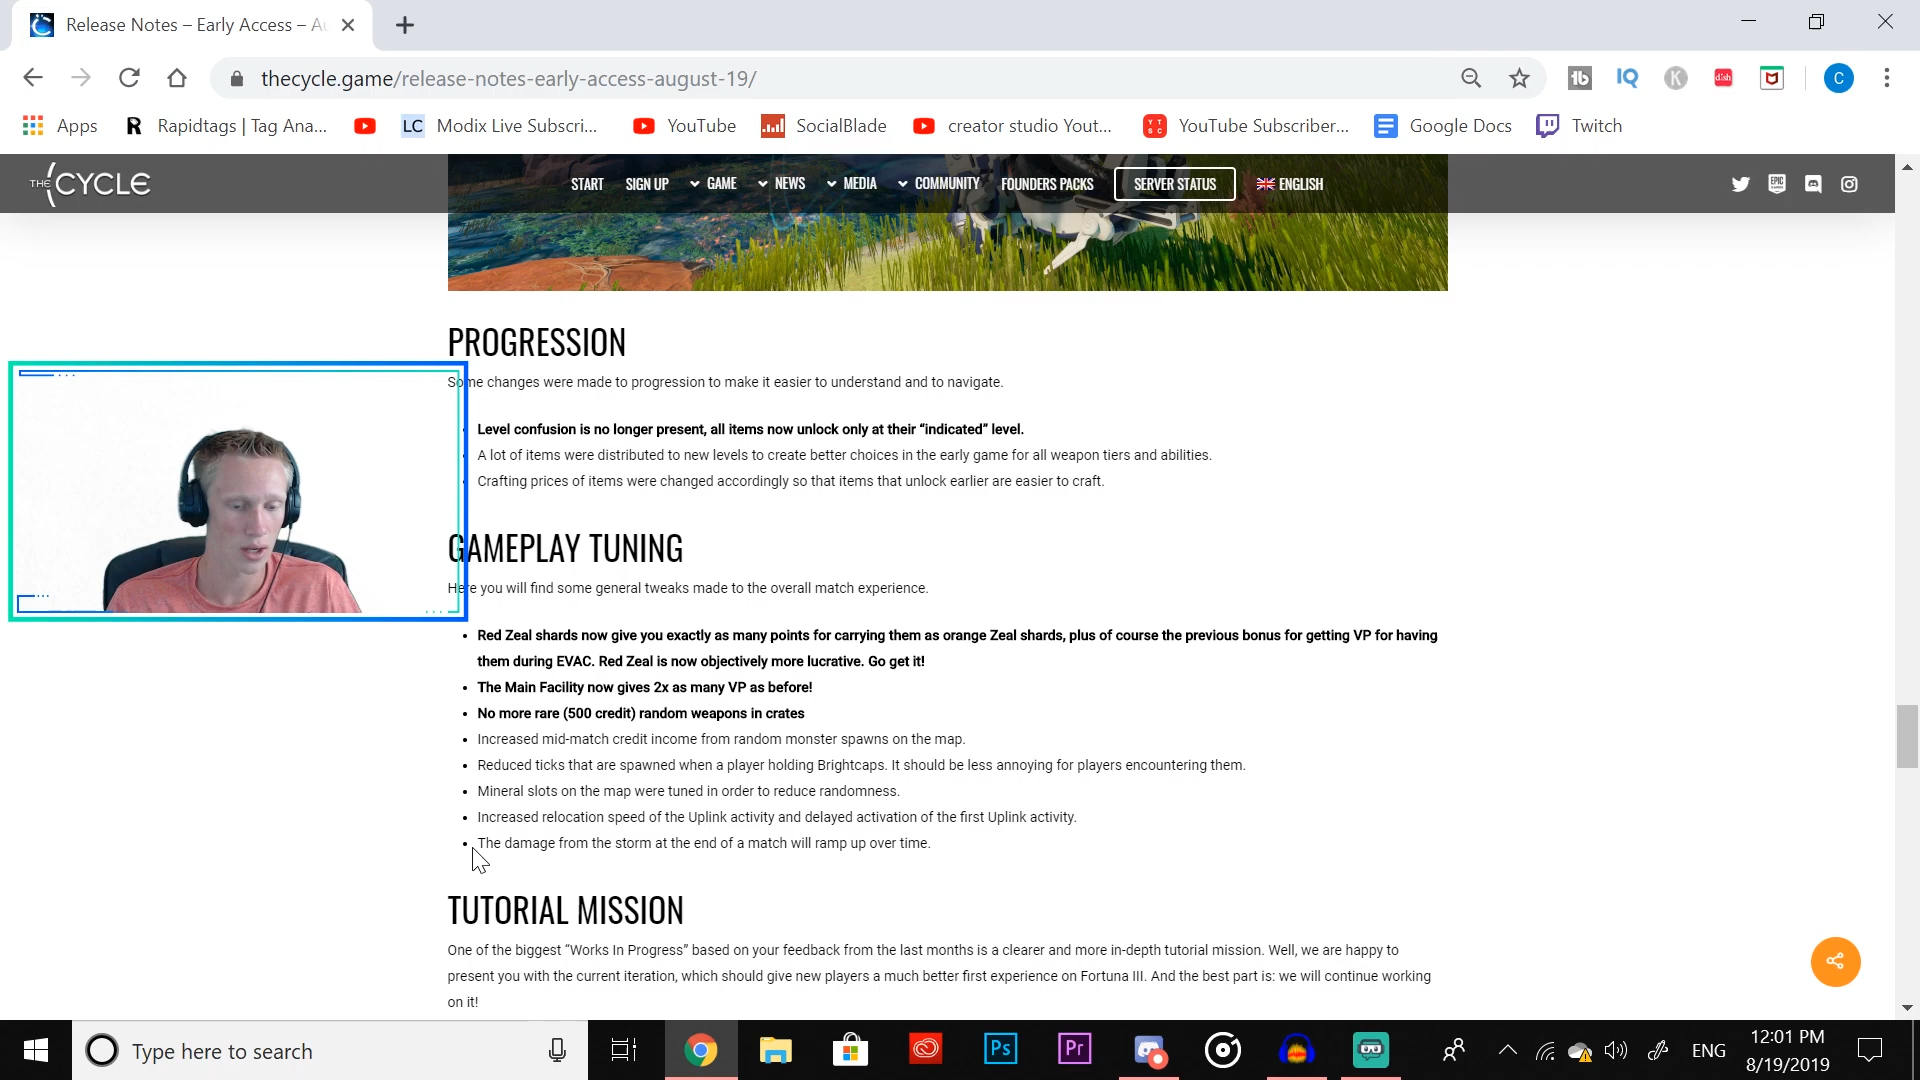 Release Notes – Early Access – Au
thecycle.game/release-notes-early-access-august-19/
Apps
Rapidtags | Tag Ana...
LC Modix Live Subscri...
YouTube
SocialBlade
creator studio Yout...
YouTube Subscriber...
Google Docs
Twitch
THE CYCLE
START
SIGN UP
GAME
NEWS
MEDIA
COMMUNITY
FOUNDERS PACKS
SERVER STATUS
ENGLISH
PROGRESSION
Some changes were made to progression to make it easier to understand and to navigate.
Level confusion is no longer present, all items now unlock only at their “indicated” level.
A lot of items were distributed to new levels to create better choices in the early game for all weapon tiers and abilities.
Crafting prices of items were changed accordingly so that items that unlock earlier are easier to craft.
GAMEPLAY TUNING
Here you will find some general tweaks made to the overall match experience.
• Red Zeal shards now give you exactly as many points for carrying them as orange Zeal shards, plus of course the previous bonus for getting VP for having
them during EVAC. Red Zeal is now objectively more lucrative. Go get it!
• The Main Facility now gives 2x as many VP as before!
• No more rare (500 credit) random weapons in crates
• Increased mid-match credit income from random monster spawns on the map.
• Reduced ticks that are spawned when a player holding Brightcaps. It should be less annoying for players encountering them.
• Mineral slots on the map were tuned in order to reduce randomness.
• Increased relocation speed of the Uplink activity and delayed activation of the first Uplink activity.
• The damage from the storm at the end of a match will ramp up over time.
TUTORIAL MISSION
One of the biggest “Works In Progress” based on your feedback from the last months is a clearer and more in-depth tutorial mission. Well, we are happy to
present you with the current iteration, which should give new players a much better first experience on Fortuna III. And the best part is: we will continue working
on it!
Type here to search
Ps
Pr
ENG
12:01 PM
8/19/2019